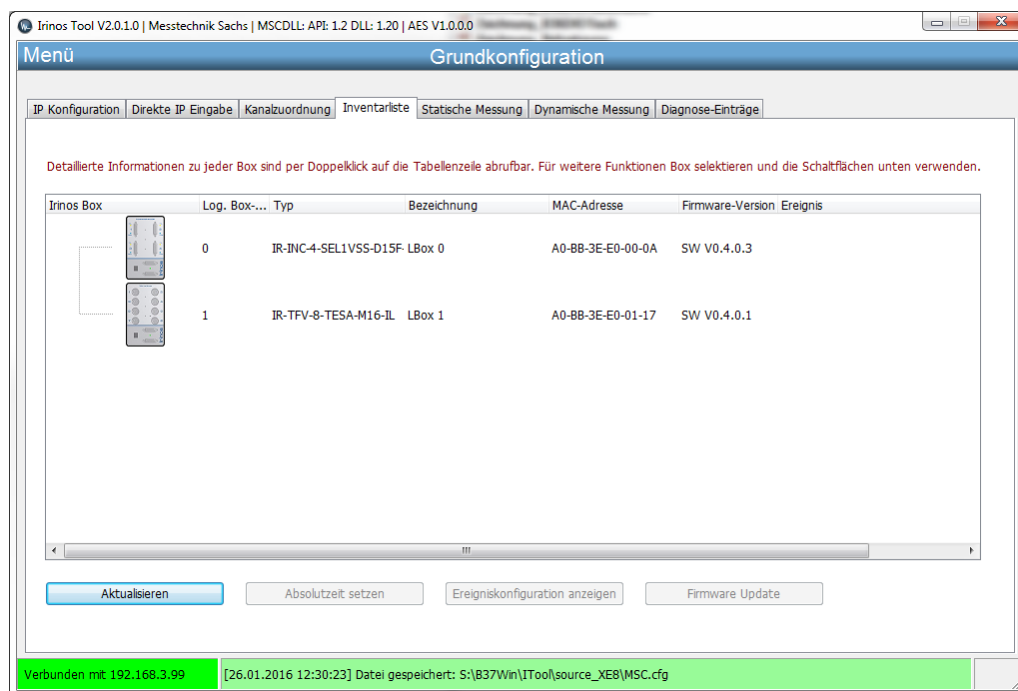 Irinos Tool V2.0.1.0 | Messtechnik Sachs | MSCDLL: API: 1.2 DLL: 1.20 | AES V1.0.0.0
Menü Grundkonfiguration
IP Konfiguration Direkte IP Eingabe Kanalzuordnung Inventarliste Statische Messung Dynamische Messung Diagnose-Einträge
Detaillierte Informationen zu jeder Box sind per Doppelklick auf die Tabellenzeile abrufbar. Für weitere Funktionen Box selektieren und die Schaltflächen unten verwenden.
Irinos Box Log. Box-... Typ Bezeichnung MAC-Adresse Firmware-Version Ereignis
0 IR-INC-4-SEL1VSS-D15F- LBox 0 A0-BB-3E-E0-00-0A SW V0.4.0.3
1 IR-TFV-8-TESA-M16-IL LBox 1 A0-BB-3E-E0-01-17 SW V0.4.0.1
Aktualisieren Absolutzeit setzen Ereigniskonfiguration anzeigen Firmware Update
Verbunden mit 192.168.3.99 [26.01.2016 12:30:23] Datei gespeichert: S:\B37Win\ITool\source_XE8\MSC.cfg